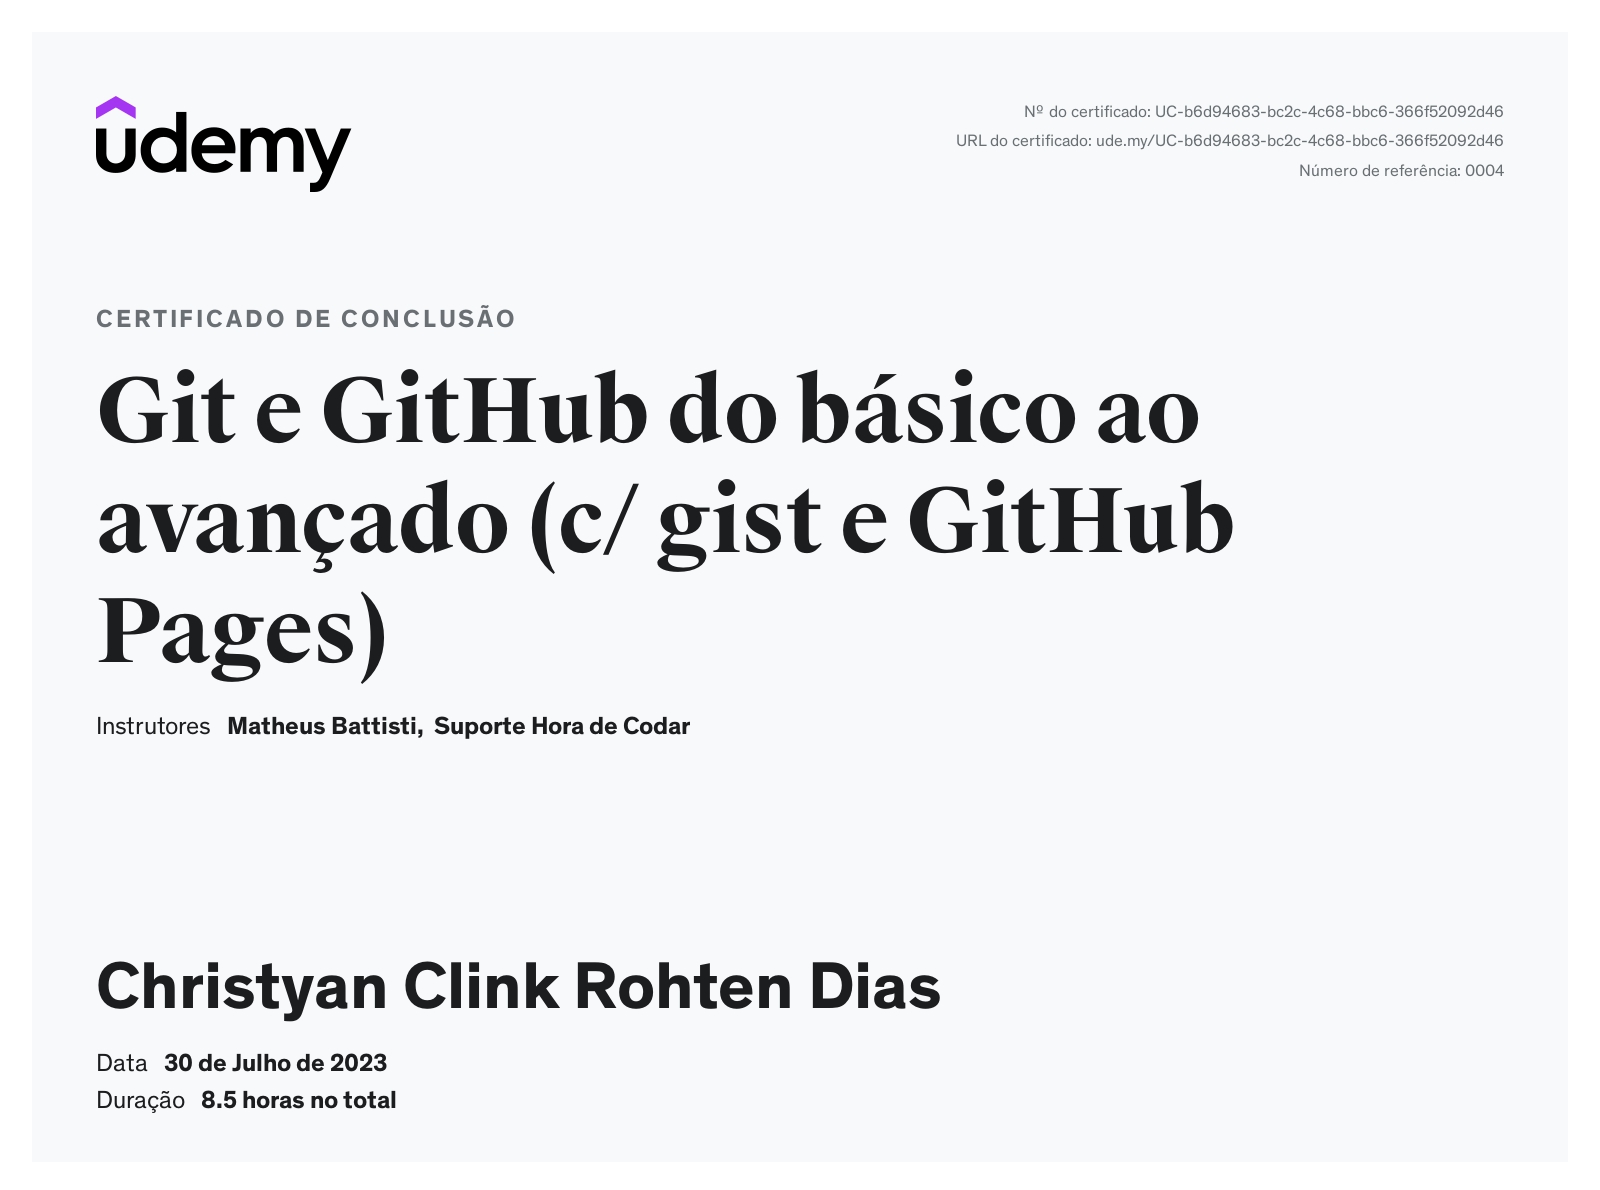 udemy
Nº do certificado: UC-b6d94683-bc2c-4c68-bbc6-366f52092d46
URL do certificado: ude.my/UC-b6d94683-bc2c-4c68-bbc6-366f52092d46
Número de referência: 0004
CERTIFICADO DE CONCLUSÃO
Git e GitHub do básico ao
avançado (c/ gist e GitHub
Pages)
Instrutores Matheus Battisti, Suporte Hora de Codar
Christyan Clink Rohten Dias
Data 30 de Julho de 2023
Duração 8.5 horas no total